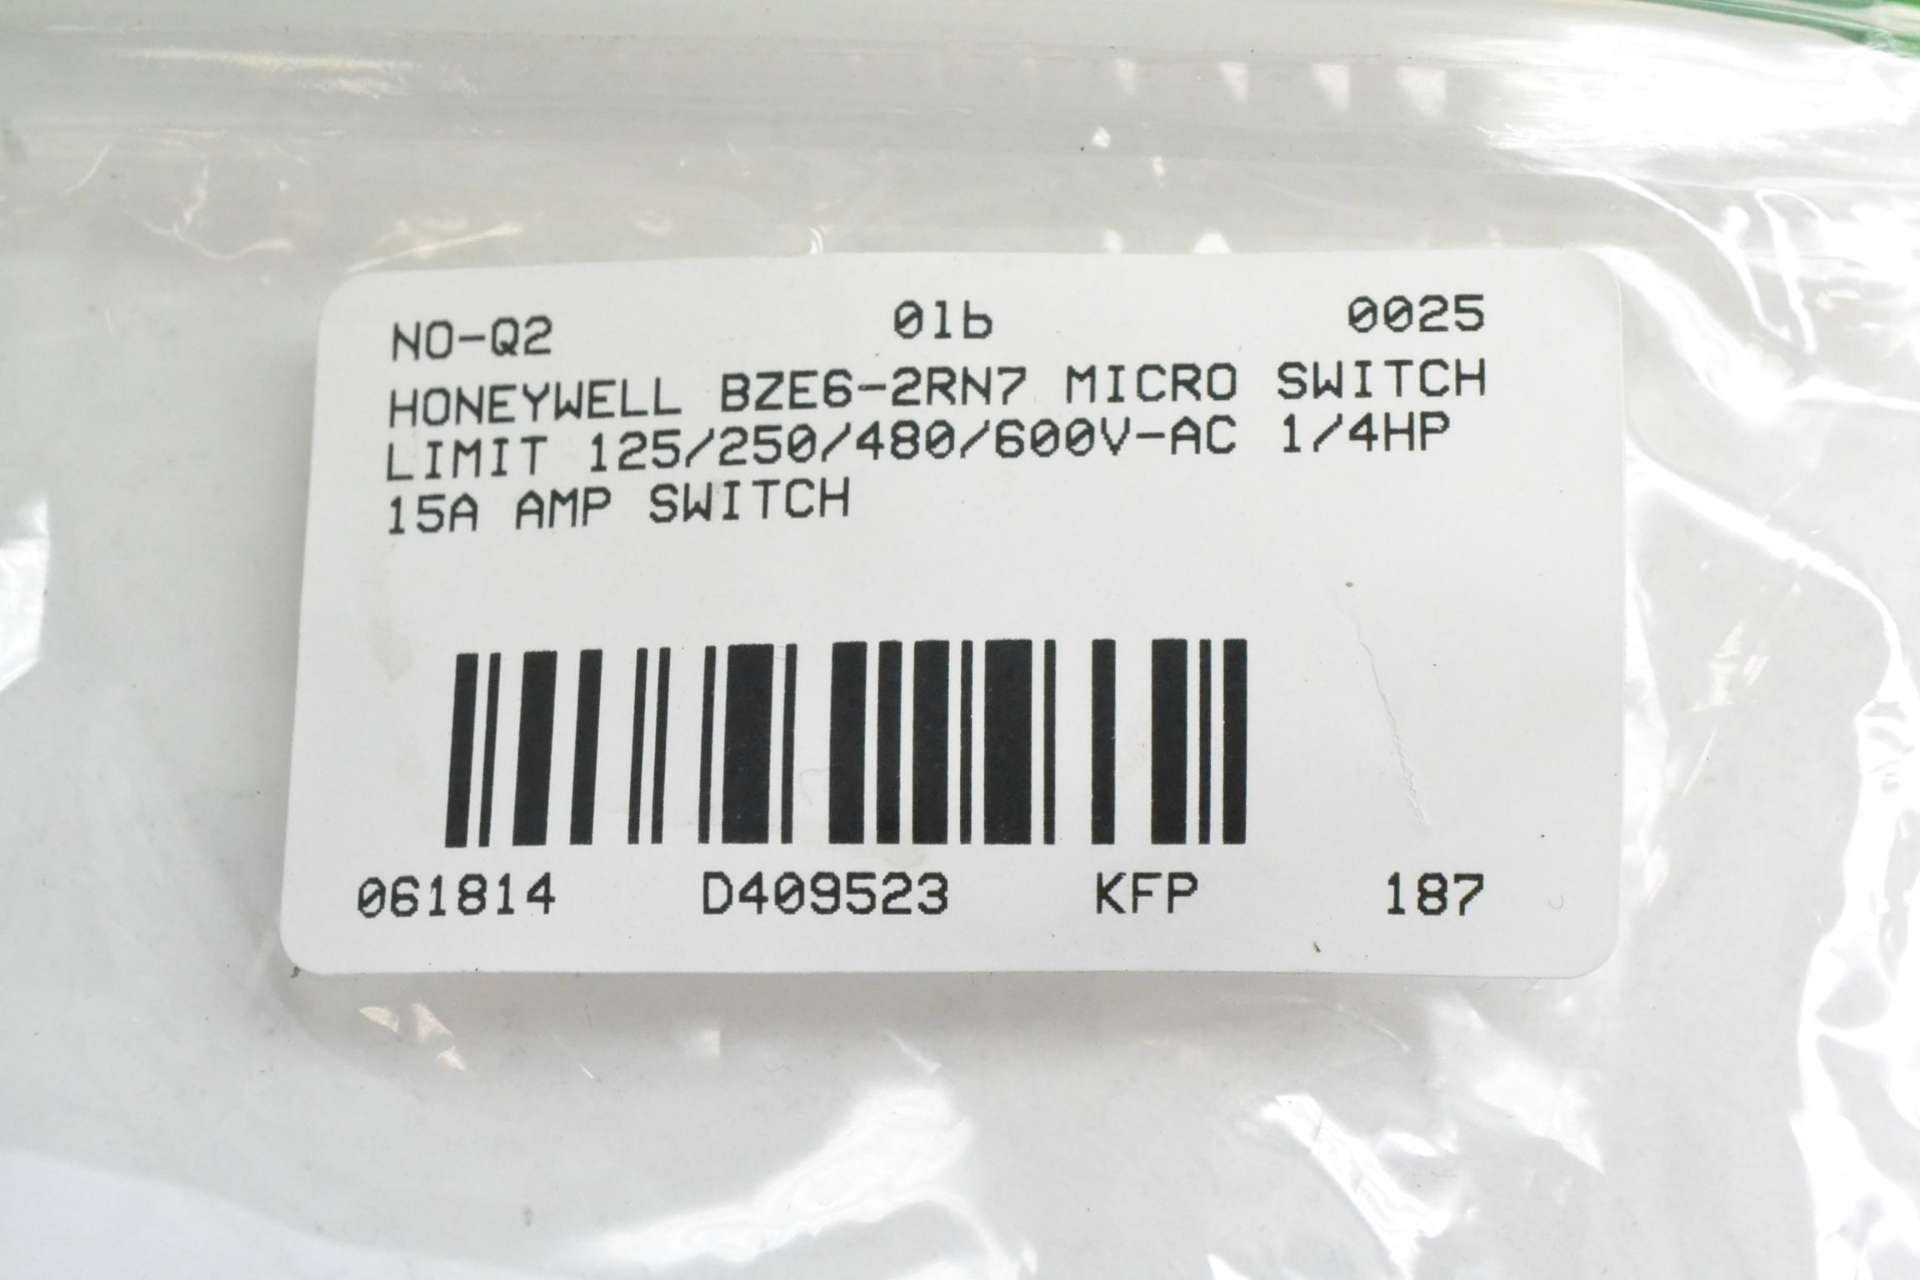 NO-Q2 01b 0025
HONEYWELL BZE6-2RN7 MICRO SWITCH
LIMIT 125/250/480/600V-AC 1/4HP
15A AMP SWITCH
061814 D409523 KFP 187